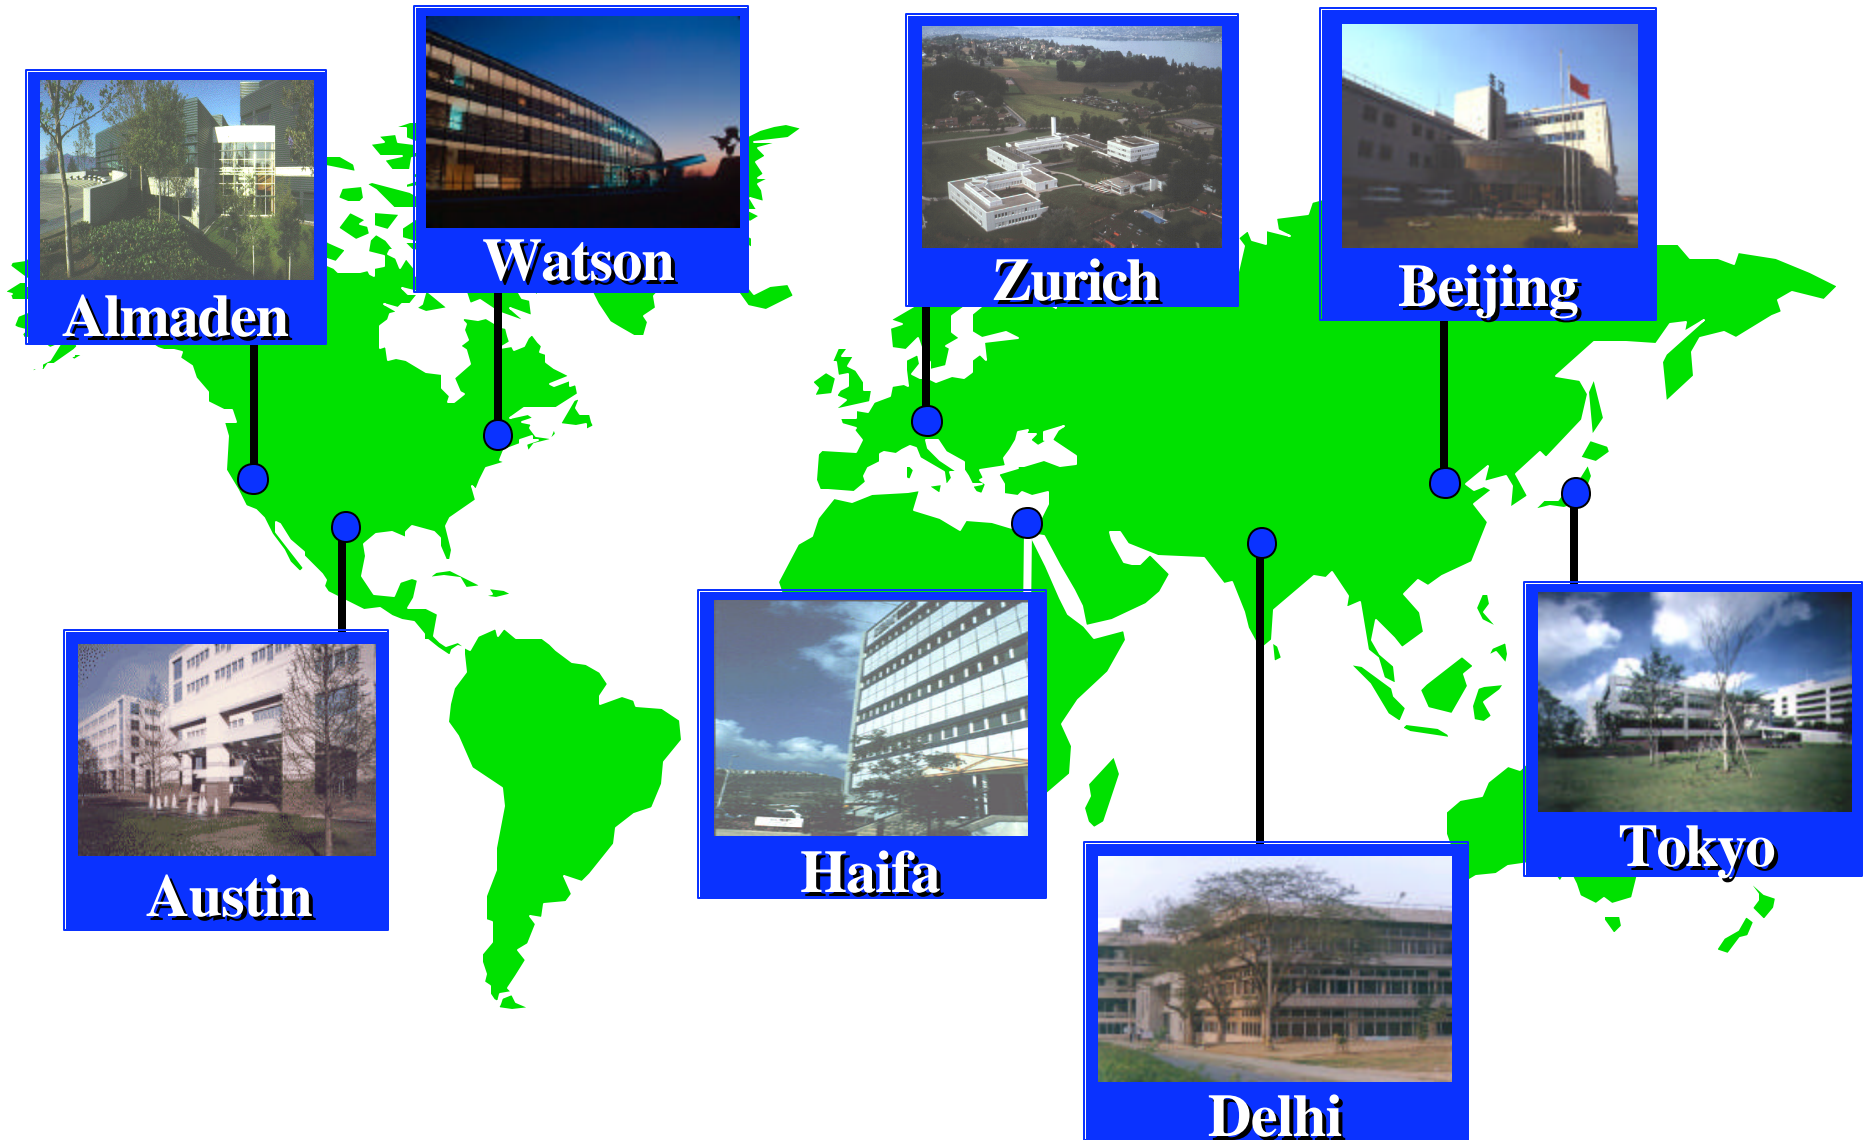 Watson
Zurich
Beijing
Almaden
Tokyo
Haifa
Austin
Delhi